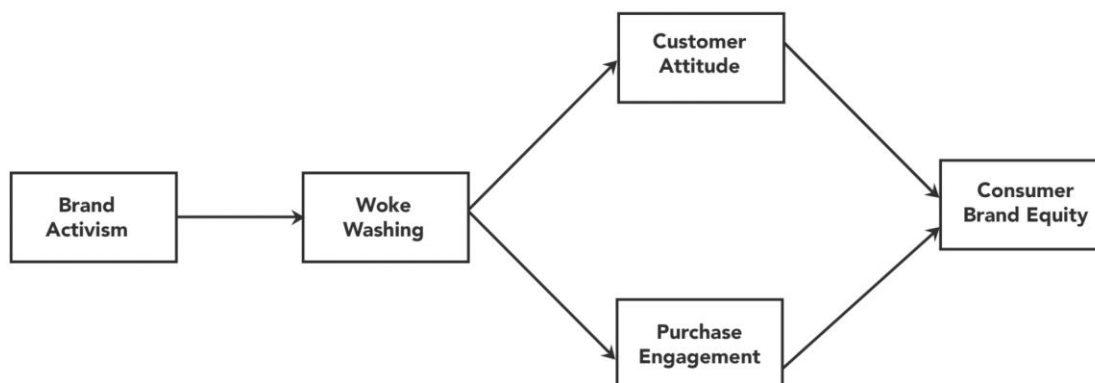 Customer
Attitude
Brand
Activism
Woke
Washing
Consumer
Brand Equity
Purchase
Engagement